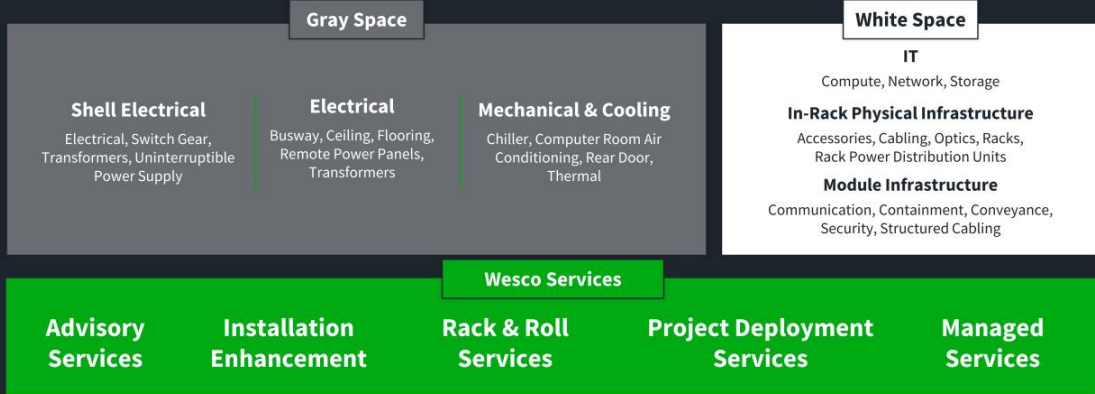 Gray Space
Shell Electrical
Electrical, Switch Gear,
Transformers, Uninterruptible
Power Supply
Electrical
Busway, Ceiling, Flooring,
Remote Power Panels,
Transformers
Mechanical & Cooling
Chiller, Computer Room Air
Conditioning, Rear Door,
Thermal
White Space
IT
Compute, Network, Storage
In-Rack Physical Infrastructure
Accessories, Cabling, Optics, Racks,
Rack Power Distribution Units
Module Infrastructure
Communication, Containment, Conveyance,
Security, Structured Cabling
Wesco Services
Advisory
Services
Installation
Enhancement
Rack & Roll
Services
Project Deployment
Services
Managed
Services